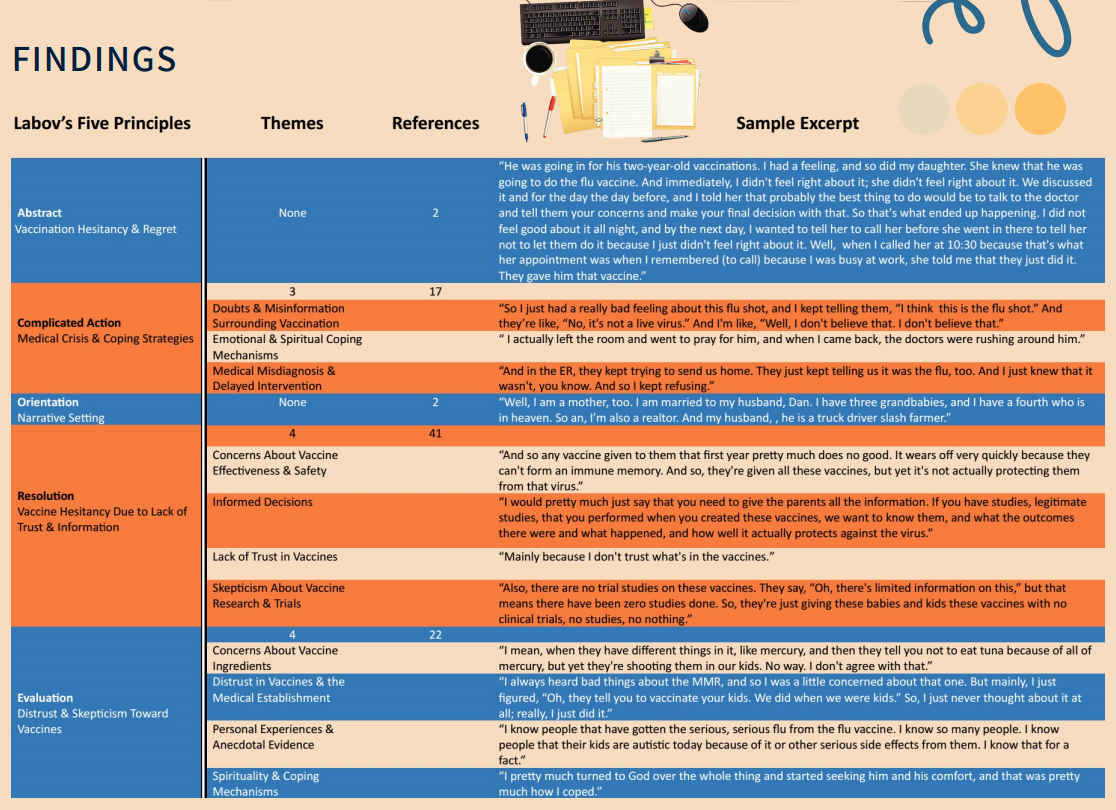 FINDINGS
Labov's Five Principles
Themes
References
Sample Excerpt
Abstract
Vaccination Hesitancy & Regret
None
2
"He was going in for his two-year-old vaccinations. I had a feeling, and so did my daughter. She knew that he was
going to do the flu vaccine. And immediately, I didn't feel right about it; she didn't feel right about it. We discussed
it and for the day the day before, and I told her that probably the best thing to do would be to talk to the doctor
and tell them your concerns and make your final decision with that. So that's what ended up happening. I did not
feel good about it all night, and by the next day, I wanted to tell her to call her before she went in there to tell her
not to let them do it because I just didn't feel right about it. Well,  when I called her at 10:30 because that's what
her appointment was when I remembered (to call) because I was busy at work, she told me that they just did it.
They gave him that vaccine."
Complicated Action
Medical Crisis & Coping Strategies
3
17
Doubts & Misinformation
Surrounding Vaccination
"So I just had a really bad feeling about this flu shot, and I kept telling them, "I think  this is the flu shot." And
they're like, "No, it's not a live virus." And I'm like, "Well, I don't believe that. I don't believe that."
Emotional & Spiritual Coping
Mechanisms
" I actually left the room and went to pray for him, and when I came back, the doctors were rushing around him."
Medical Misdiagnosis &
Delayed Intervention
"And in the ER, they kept trying to send us home. They just kept telling us it was the flu, too. And I just knew that it
wasn't, you know. And so I kept refusing."
Orientation
Narrative Setting
None
2
"Well, I am a mother, too. I am married to my husband, Dan. I have three grandbabies, and I have a fourth who is
in heaven. So an, I'm also a realtor. And my husband, , he is a truck driver slash farmer."
Resolution
Vaccine Hesitancy Due to Lack of
Trust & Information
4
41
Concerns About Vaccine
Effectiveness & Safety
"And so any vaccine given to them that first year pretty much does no good. It wears off very quickly because they
can't form an immune memory. And so, they're given all these vaccines, but yet it's not actually protecting them
from that virus."
Informed Decisions
"I would pretty much just say that you need to give the parents all the information. If you have studies, legitimate
studies, that you performed when you created these vaccines, we want to know them, and what the outcomes
there were and what happened, and how well it actually protects against the virus."
Lack of Trust in Vaccines
"Mainly because I don't trust what's in the vaccines."
Skepticism About Vaccine
Research & Trials
"Also, there are no trial studies on these vaccines. They say, "Oh, there's limited information on this," but that
means there have been zero studies done. So, they're just giving these babies and kids these vaccines with no
clinical trials, no studies, no nothing."
Evaluation
Distrust & Skepticism Toward
Vaccines
4
22
Concerns About Vaccine
Ingredients
"I mean, when they have different things in it, like mercury, and then they tell you not to eat tuna because of all of
mercury, but yet they're shooting them in our kids. No way. I don't agree with that."
Distrust in Vaccines & the
Medical Establishment
"I always heard bad things about the MMR, and so I was a little concerned about that one. But mainly, I just
figured, "Oh, they tell you to vaccinate your kids. We did when we were kids." So, I just never thought about it at
all; really, I just did it."
Personal Experiences &
Anecdotal Evidence
"I know people that have gotten the serious, serious flu from the flu vaccine. I know so many people. I know
people that their kids are autistic today because of it or other serious side effects from them. I know that for a
fact."
Spirituality & Coping
Mechanisms
"I pretty much turned to God over the whole thing and started seeking him and his comfort, and that was pretty
much how I coped."